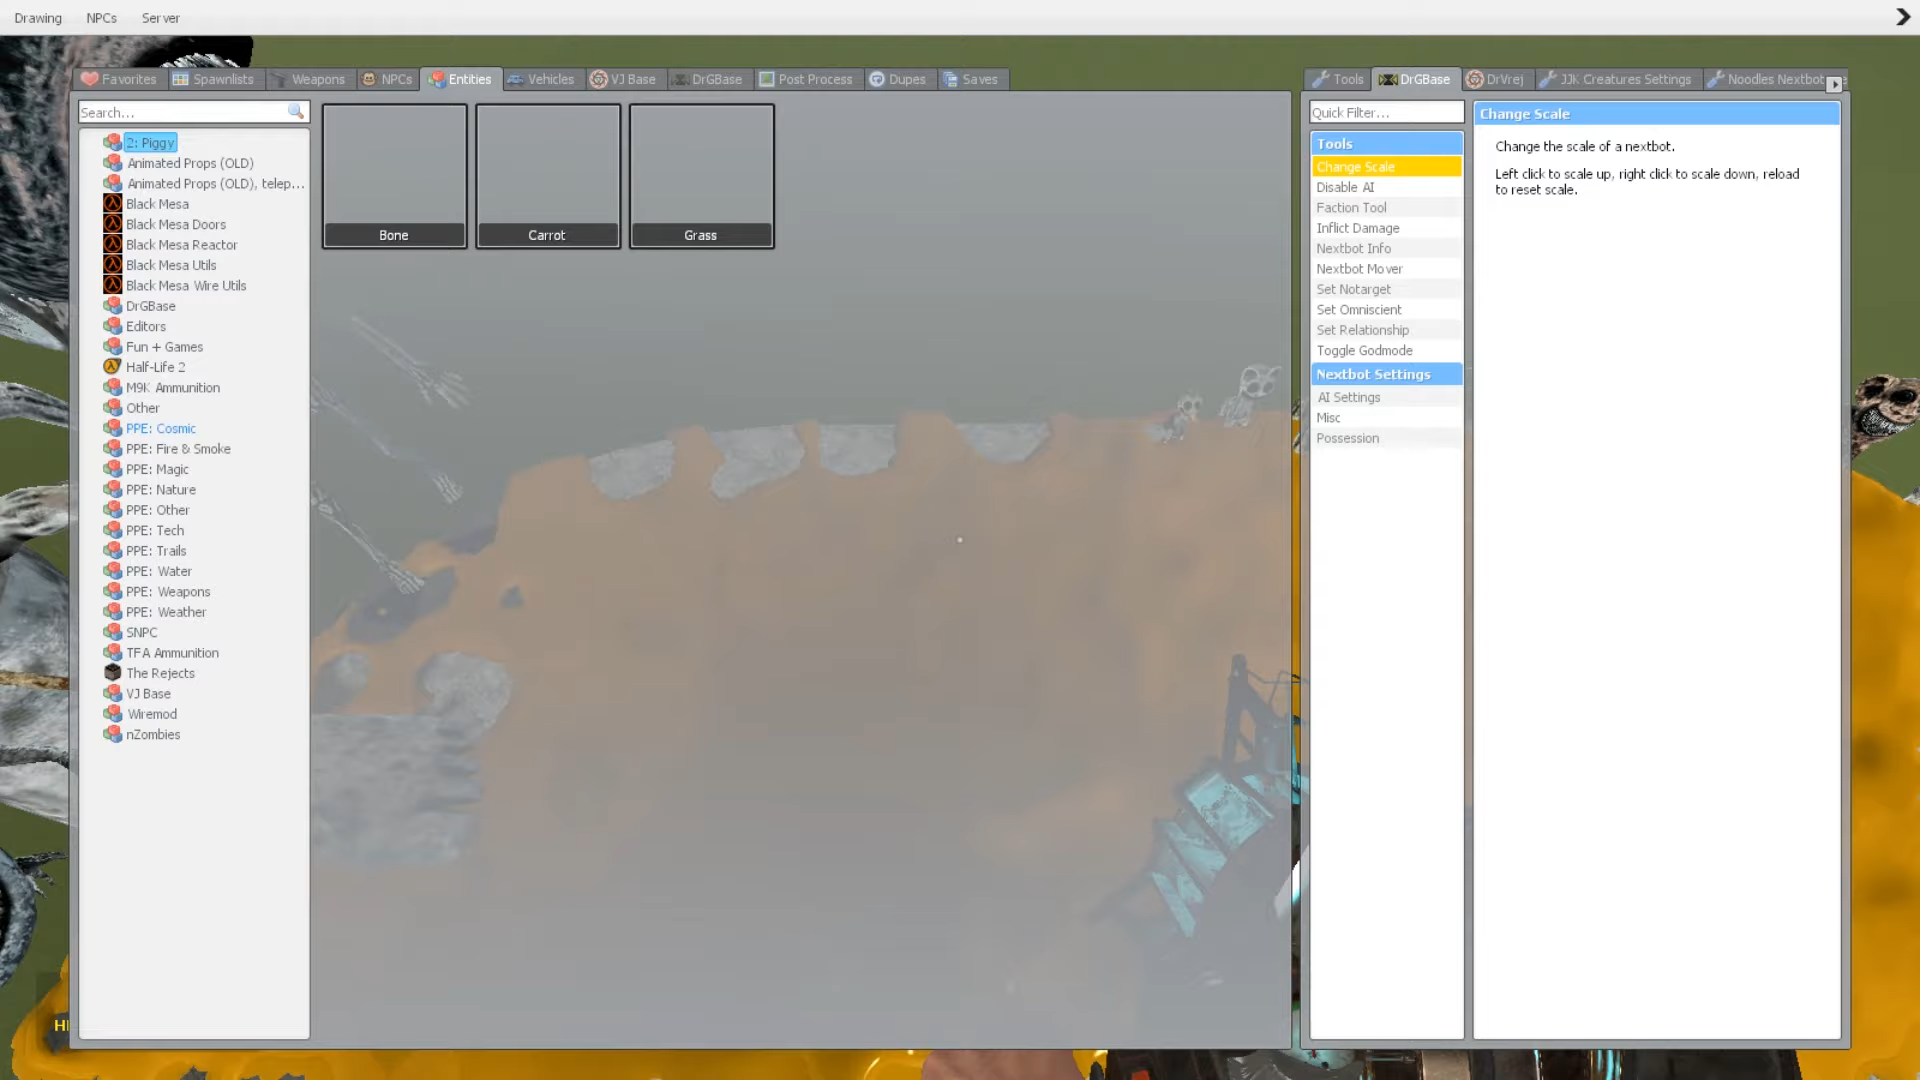 Drawing NPCs Server
Favorites Spawnlists Weapons NPCs Entities Vehicles VJ Base DrGBase Post Process Dupes Saves
Search...
2: Piggy
Animated Props (OLD)
Animated Props (OLD), telep...
Black Mesa
Black Mesa Doors
Black Mesa Reactor
Black Mesa Utils
Black Mesa Wire Utils
DrGBase
Editors
Fun + Games
Half-Life 2
M9K Ammunition
Other
PPE: Cosmic
PPE: Fire & Smoke
PPE: Magic
PPE: Nature
PPE: Other
PPE: Tech
PPE: Trails
PPE: Water
PPE: Weapons
PPE: Weather
SNPC
TFA Ammunition
The Rejects
VJ Base
Wiremod
nZombies
Bone Carrot Grass
Tools DrGBase DrVrej JJK Creatures Settings Noodles Nextbot
Quick Filter...
Tools
Change Scale
Disable AI
Faction Tool
Inflict Damage
Nextbot Info
Nextbot Mover
Set Notarget
Set Omniscient
Set Relationship
Toggle Godmode
Nextbot Settings
AI Settings
Misc
Possession
Change Scale
Change the scale of a nextbot.
Left click to scale up, right click to scale down, reload
to reset scale.